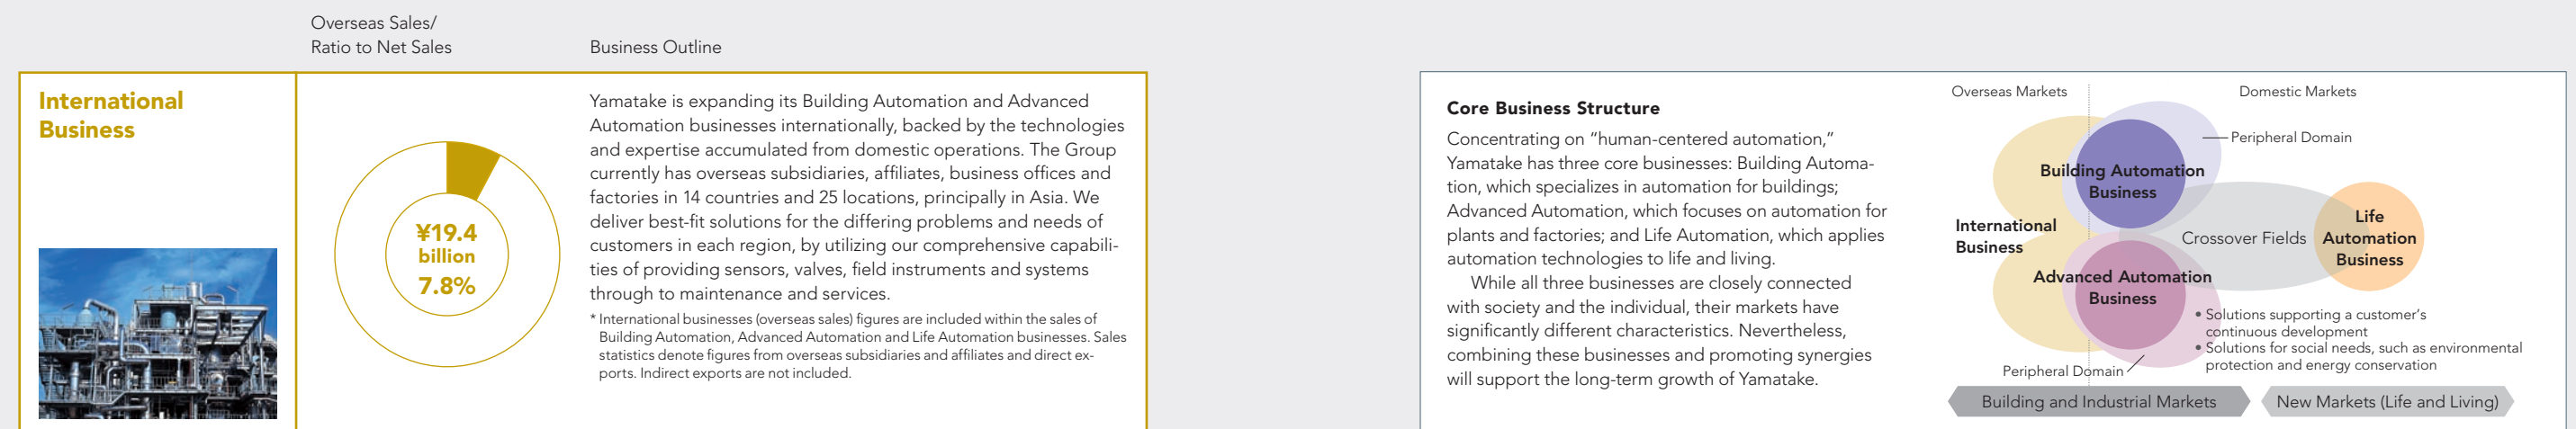 Overseas Sales/
Ratio to Net Sales
Business Outline
International
Business
¥19.4
billion
7.8%
Yamatake is expanding its Building Automation and Advanced
Automation businesses internationally, backed by the technologies
and expertise accumulated from domestic operations. The Group
currently has overseas subsidiaries, affiliates, business offices and
factories in 14 countries and 25 locations, principally in Asia. We
deliver best-fit solutions for the differing problems and needs of
customers in each region, by utilizing our comprehensive capabili-
ties of providing sensors, valves, field instruments and systems
through to maintenance and services.
* International businesses (overseas sales) figures are included within the sales of
Building Automation, Advanced Automation and Life Automation businesses. Sales
statistics denote figures from overseas subsidiaries and affiliates and direct ex-
ports. Indirect exports are not included.
Core Business Structure
Concentrating on “human-centered automation,”
Yamatake has three core businesses: Building Automa-
tion, which specializes in automation for buildings;
Advanced Automation, which focuses on automation for
plants and factories; and Life Automation, which applies
automation technologies to life and living.
While all three businesses are closely connected
with society and the individual, their markets have
significantly different characteristics. Nevertheless,
combining these businesses and promoting synergies
will support the long-term growth of Yamatake.
Overseas Markets
Domestic Markets
Peripheral Domain
Building Automation
Business
International
Business
Crossover Fields
Life
Automation
Business
Advanced Automation
Business
• Solutions supporting a customer’s
continuous development
• Solutions for social needs, such as environmental
protection and energy conservation
Peripheral Domain
Building and Industrial Markets
New Markets (Life and Living)